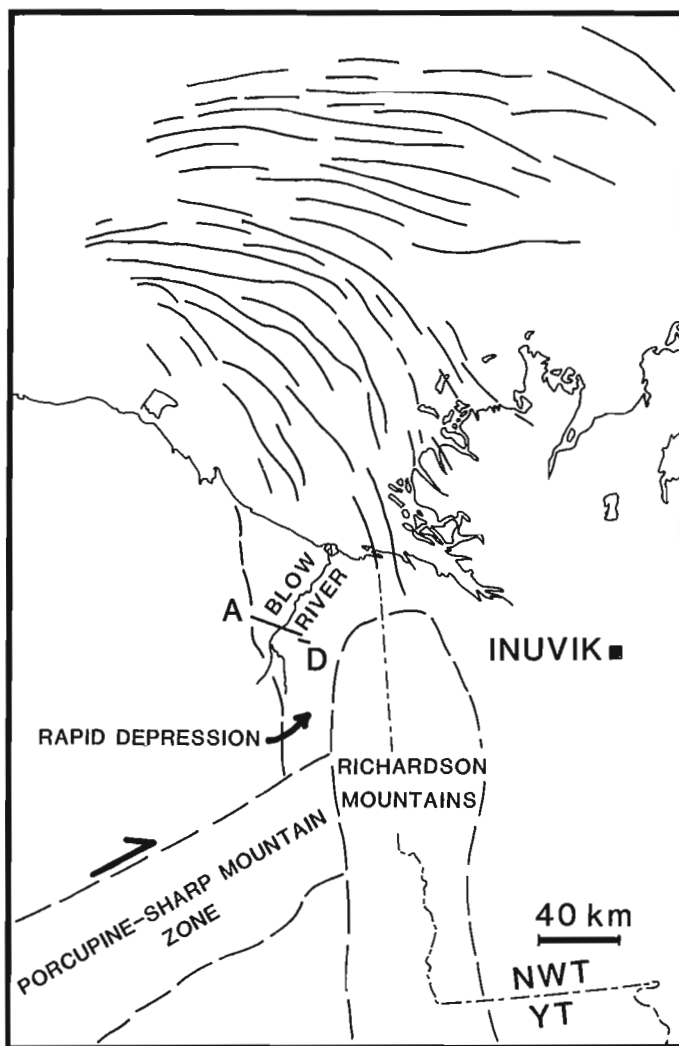 BLOW
RIVER
A
D
INUVIK
RAPID DEPRESSION
RICHARDSON
MOUNTAINS
PORCUPINE-SHARP MOUNTAIN
ZONE
40 km
NWT
YT